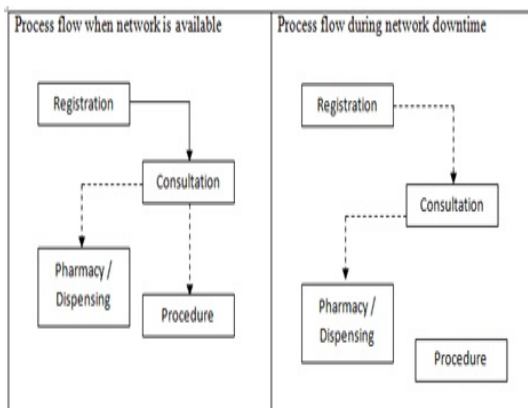 Process flow when network is available
Registration
Consultation
Pharmacy /
Dispensing
Procedure
Process flow during network downtime
Registration
Consultation
Pharmacy /
Dispensing
Procedure